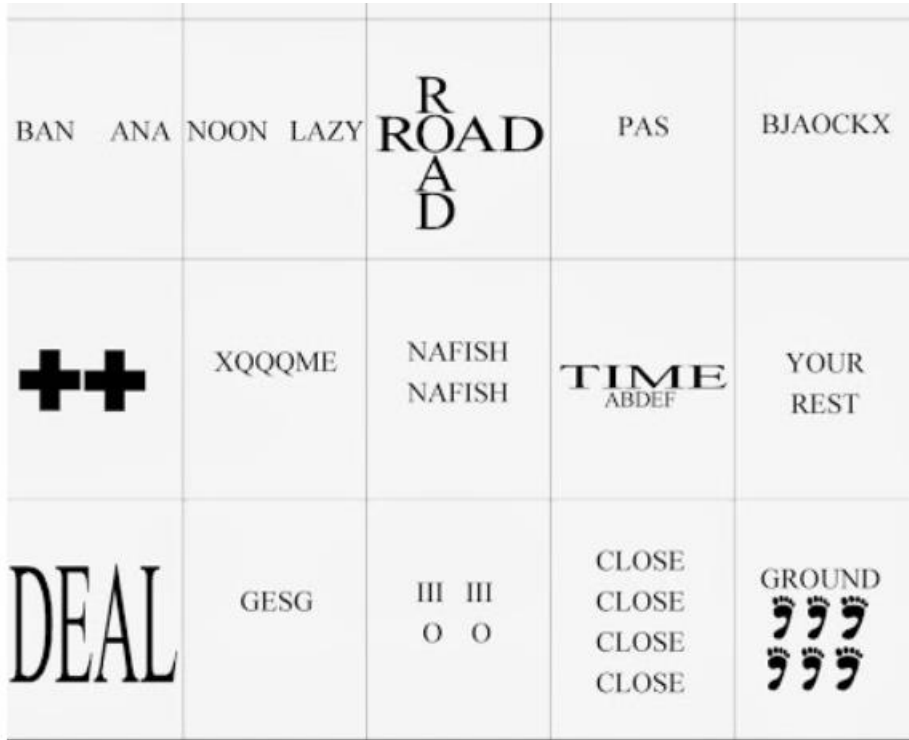 BAN ANA
NOON LAZY
R
ROAD
A
D
PAS
BJAOCKX
XQQQME
NAFISH
NAFISH
TIME
ABDEF
YOUR
REST
DEAL
GESG
III III
O O
CLOSE
CLOSE
CLOSE
CLOSE
GROUND